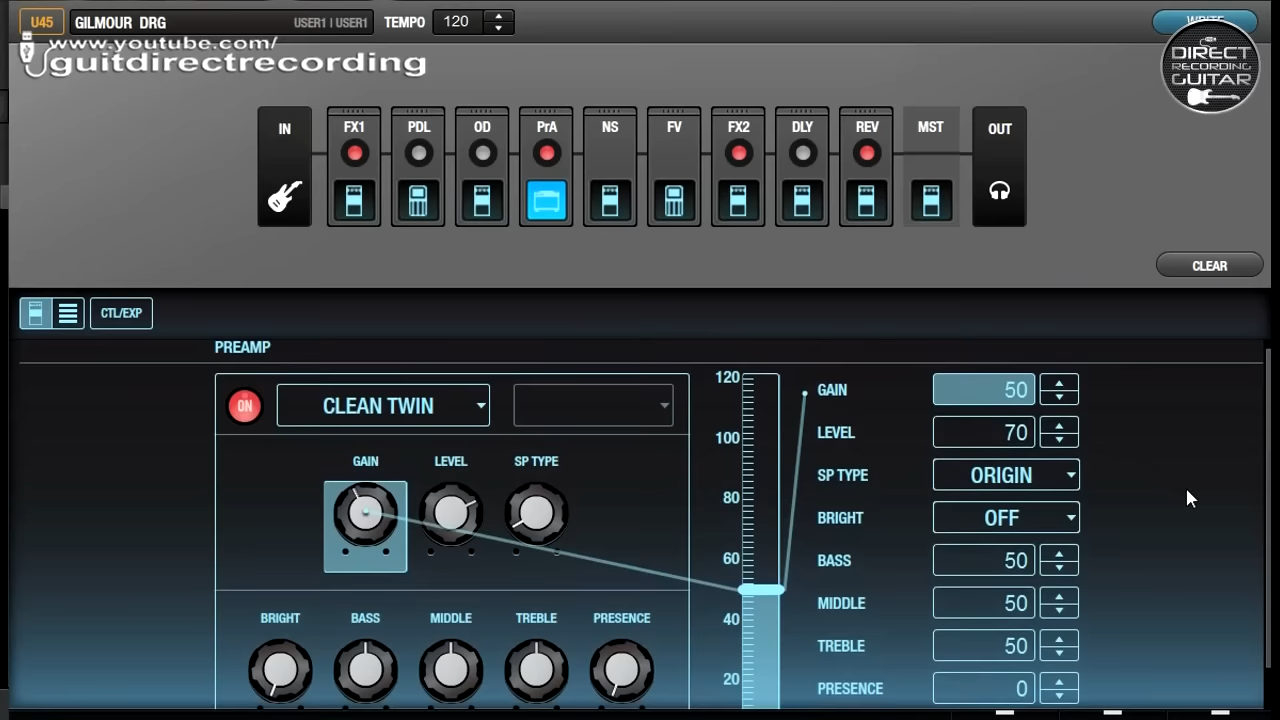 U45 GILMOUR DRG USER1 | USER1 TEMPO 120 WRITE
www.youtube.com/
guitdirectrecording
DIRECT
RECORDING
GUITAR
IN FX1 PDL OD PrA NS FV FX2 DLY REV MST OUT
CLEAR
CTL/EXP
PREAMP
ON CLEAN TWIN
GAIN LEVEL SP TYPE
BRIGHT BASS MIDDLE TREBLE PRESENCE
120
100
80
60
40
20
GAIN 50
LEVEL 70
SP TYPE ORIGIN
BRIGHT OFF
BASS 50
MIDDLE 50
TREBLE 50
PRESENCE 0